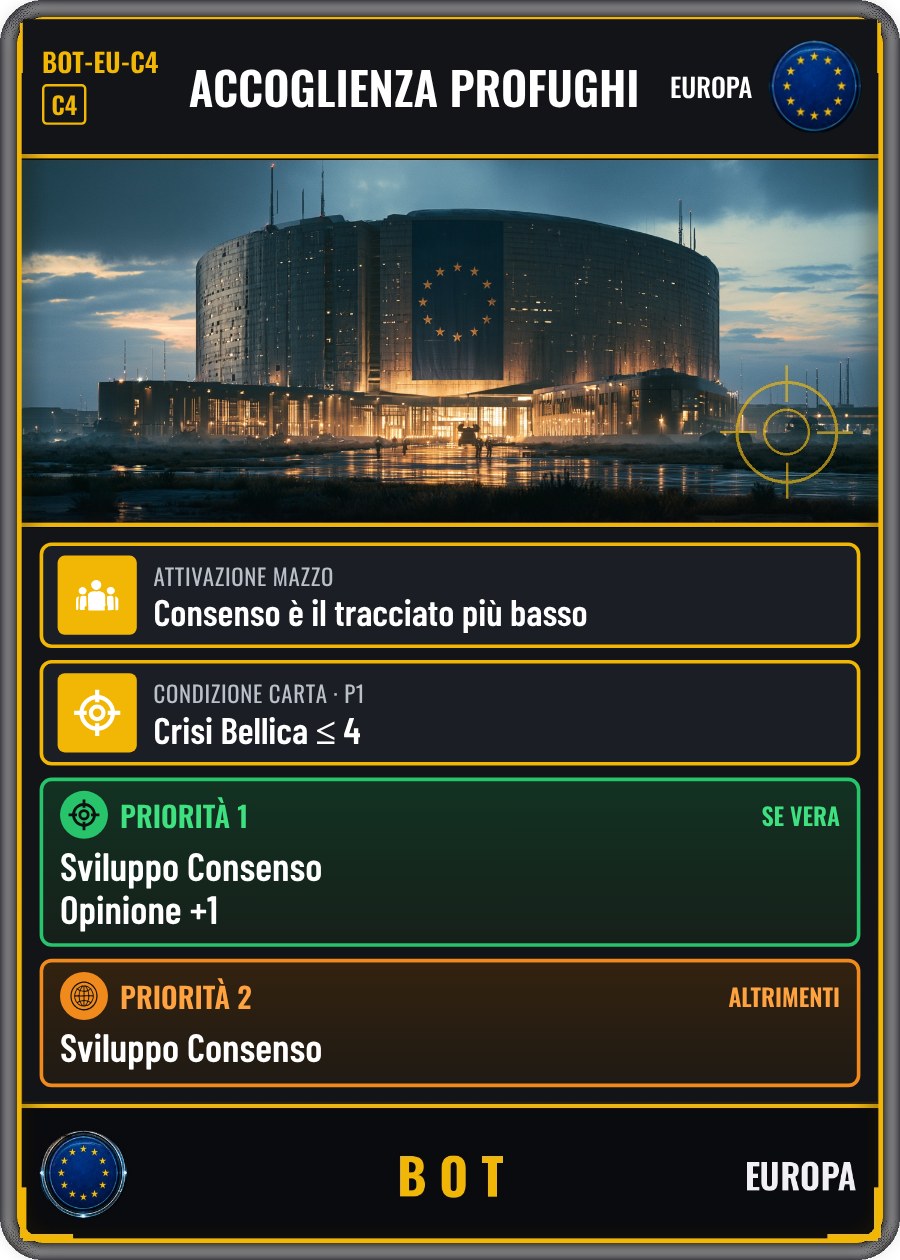 BOT-EU-C4
C4
ACCOGLIENZA PROFUGHI
EUROPA
ATTIVAZIONE MAZZO
Consenso è il tracciato più basso
CONDIZIONE CARTA · P1
Crisi Bellica ≤ 4
PRIORITÀ 1
SE VERA
Sviluppo Consenso
Opinione +1
PRIORITÀ 2
ALTRIMENTI
Sviluppo Consenso
BOT
EUROPA